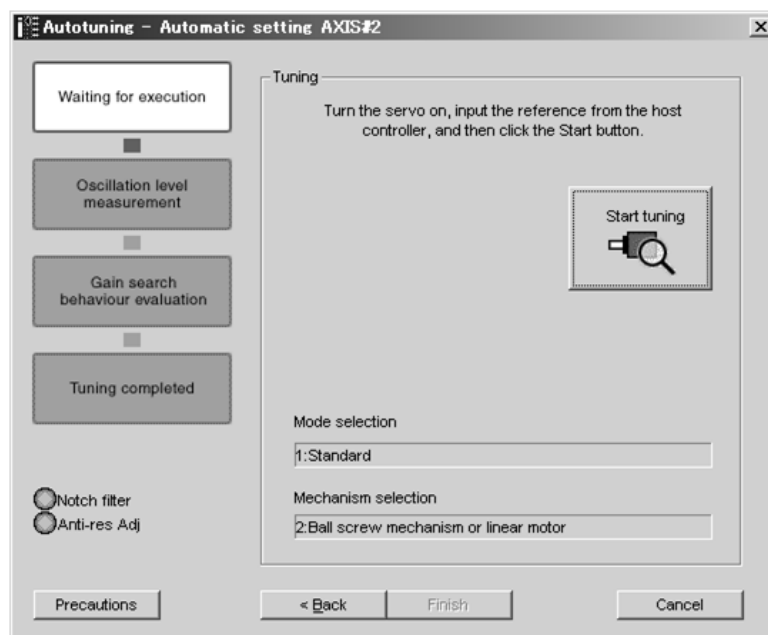 Autotuning - Automatic setting AXIS#2
Waiting for execution
Oscillation level
measurement
Gain search
behaviour evaluation
Tuning completed
Notch filter
Anti-res Adj
Precautions
Tuning
Turn the servo on, input the reference from the host
controller, and then click the Start button.
Start tuning
Mode selection
1:Standard
Mechanism selection
2:Ball screw mechanism or linear motor
< Back
Finish
Cancel